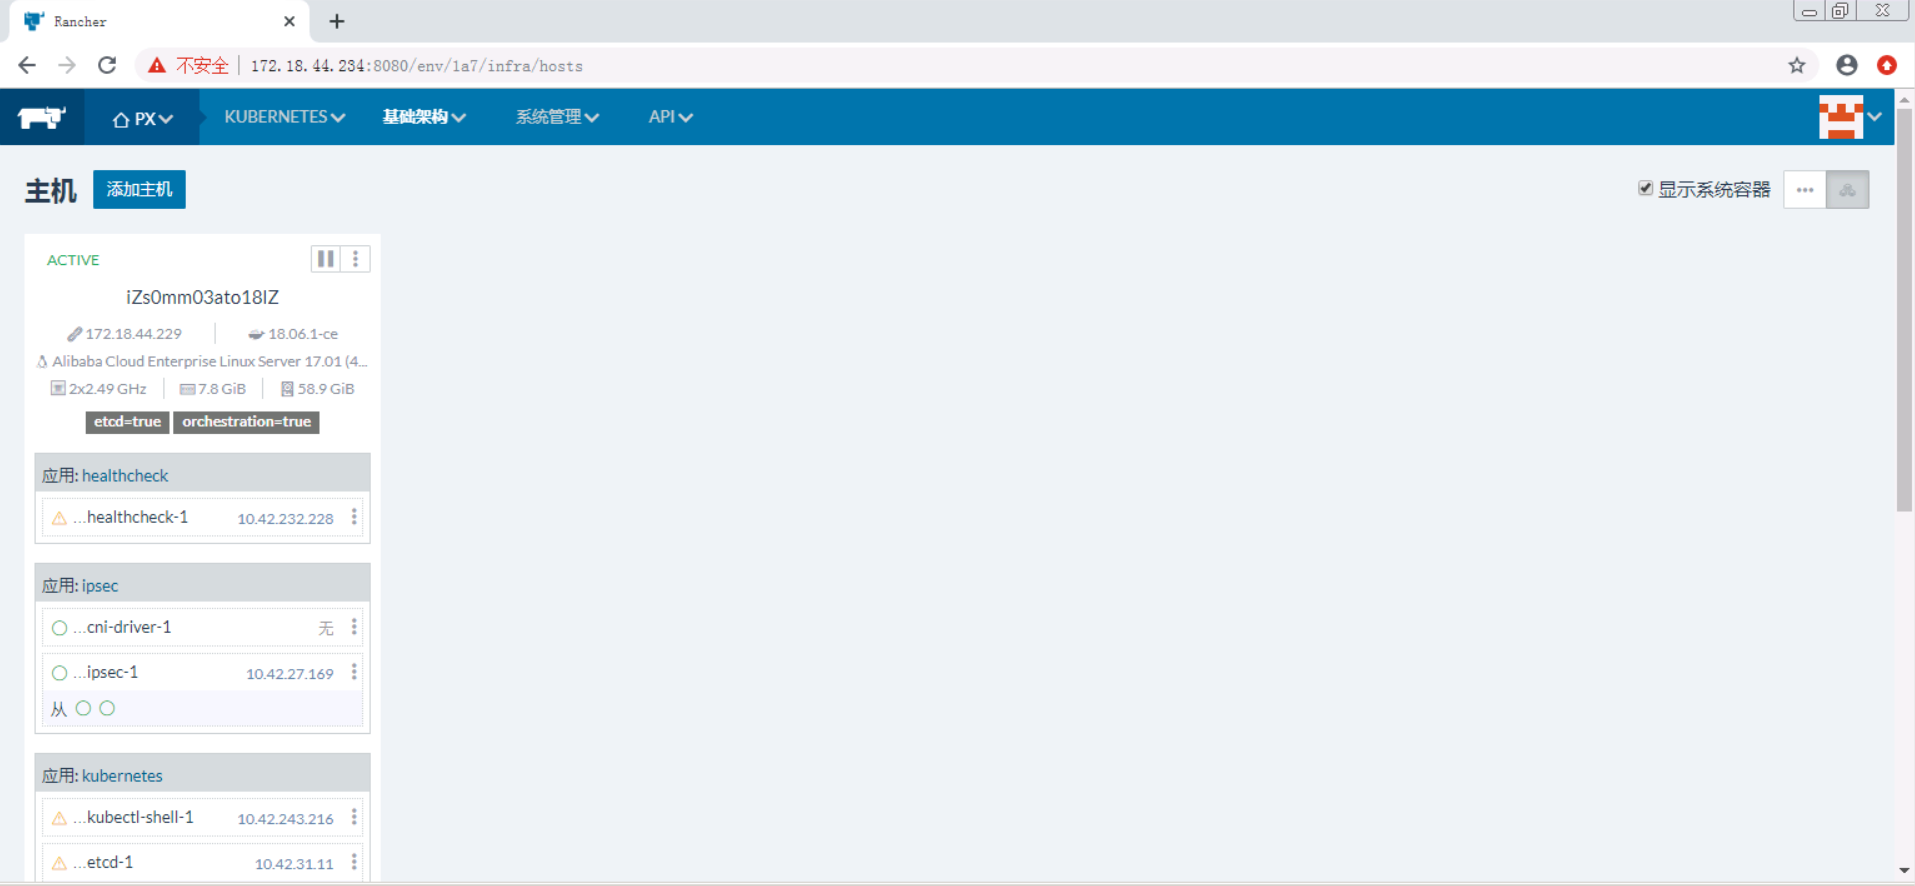 Rancher
不安全 172.18.44.234:8080/env/1a7/infra/hosts
PX KUBERNETES 基础架构 系统管理 API
主机 添加主机 显示系统容器
ACTIVE
iZs0mm03ato18IZ
172.18.44.229 18.06.1-ce
Alibaba Cloud Enterprise Linux Server 17.01 (4...
2x2.49 GHz 7.8 GiB 58.9 GiB
etcd=true orchestration=true
应用: healthcheck
...healthcheck-1 10.42.232.228
应用: ipsec
...cni-driver-1 无
...ipsec-1 10.42.27.169
从
应用: kubernetes
...kubectl-shell-1 10.42.243.216
...etcd-1 10.42.31.11